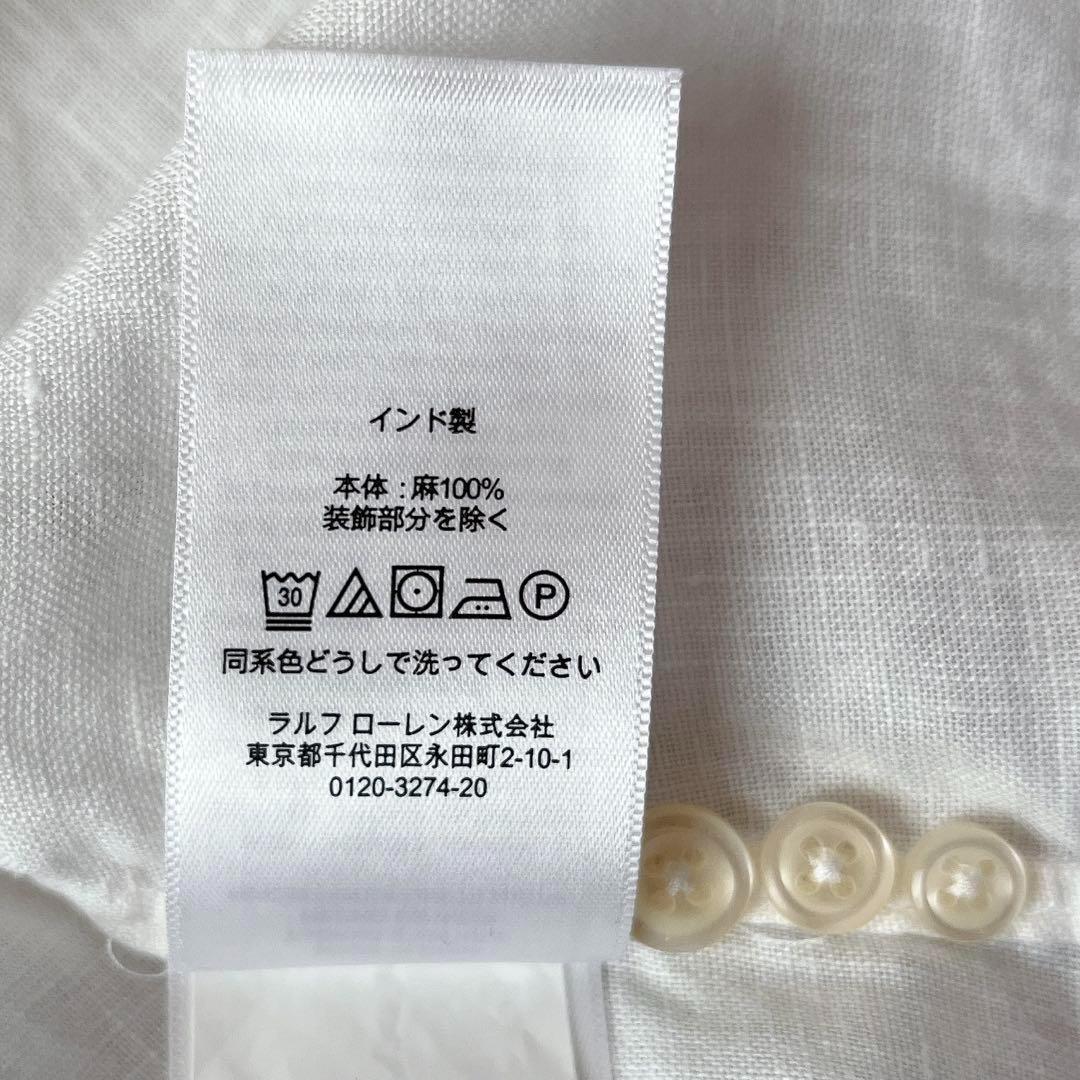 インド製
本体 : 麻100%
装飾部分を除く
30 P
同系色どうしで洗ってください
ラルフ ローレン株式会社
東京都千代田区永田町2-10-1
0120-3274-20